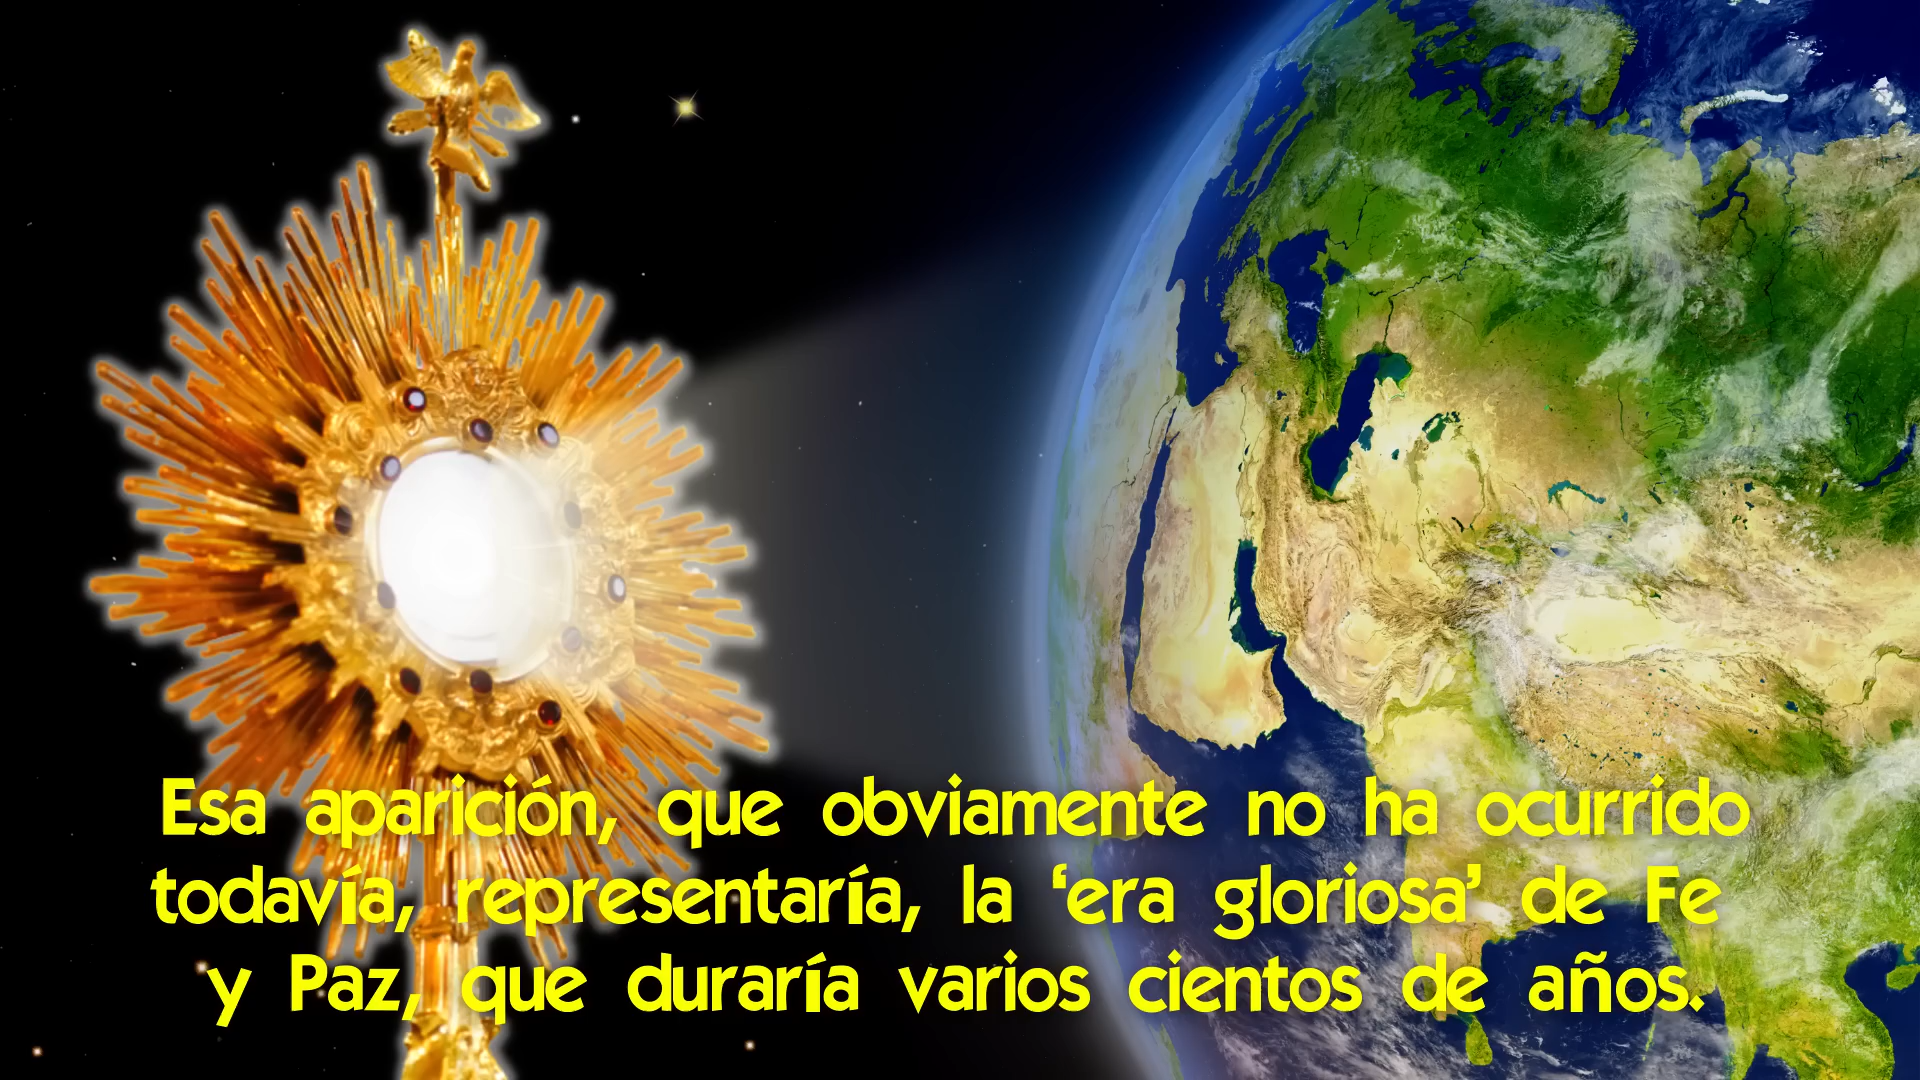 Esa aparición, que obviamente no ha ocurrido
todavía, representaría, la ‘era gloriosa’ de Fe
y Paz, que duraría varios cientos de años.